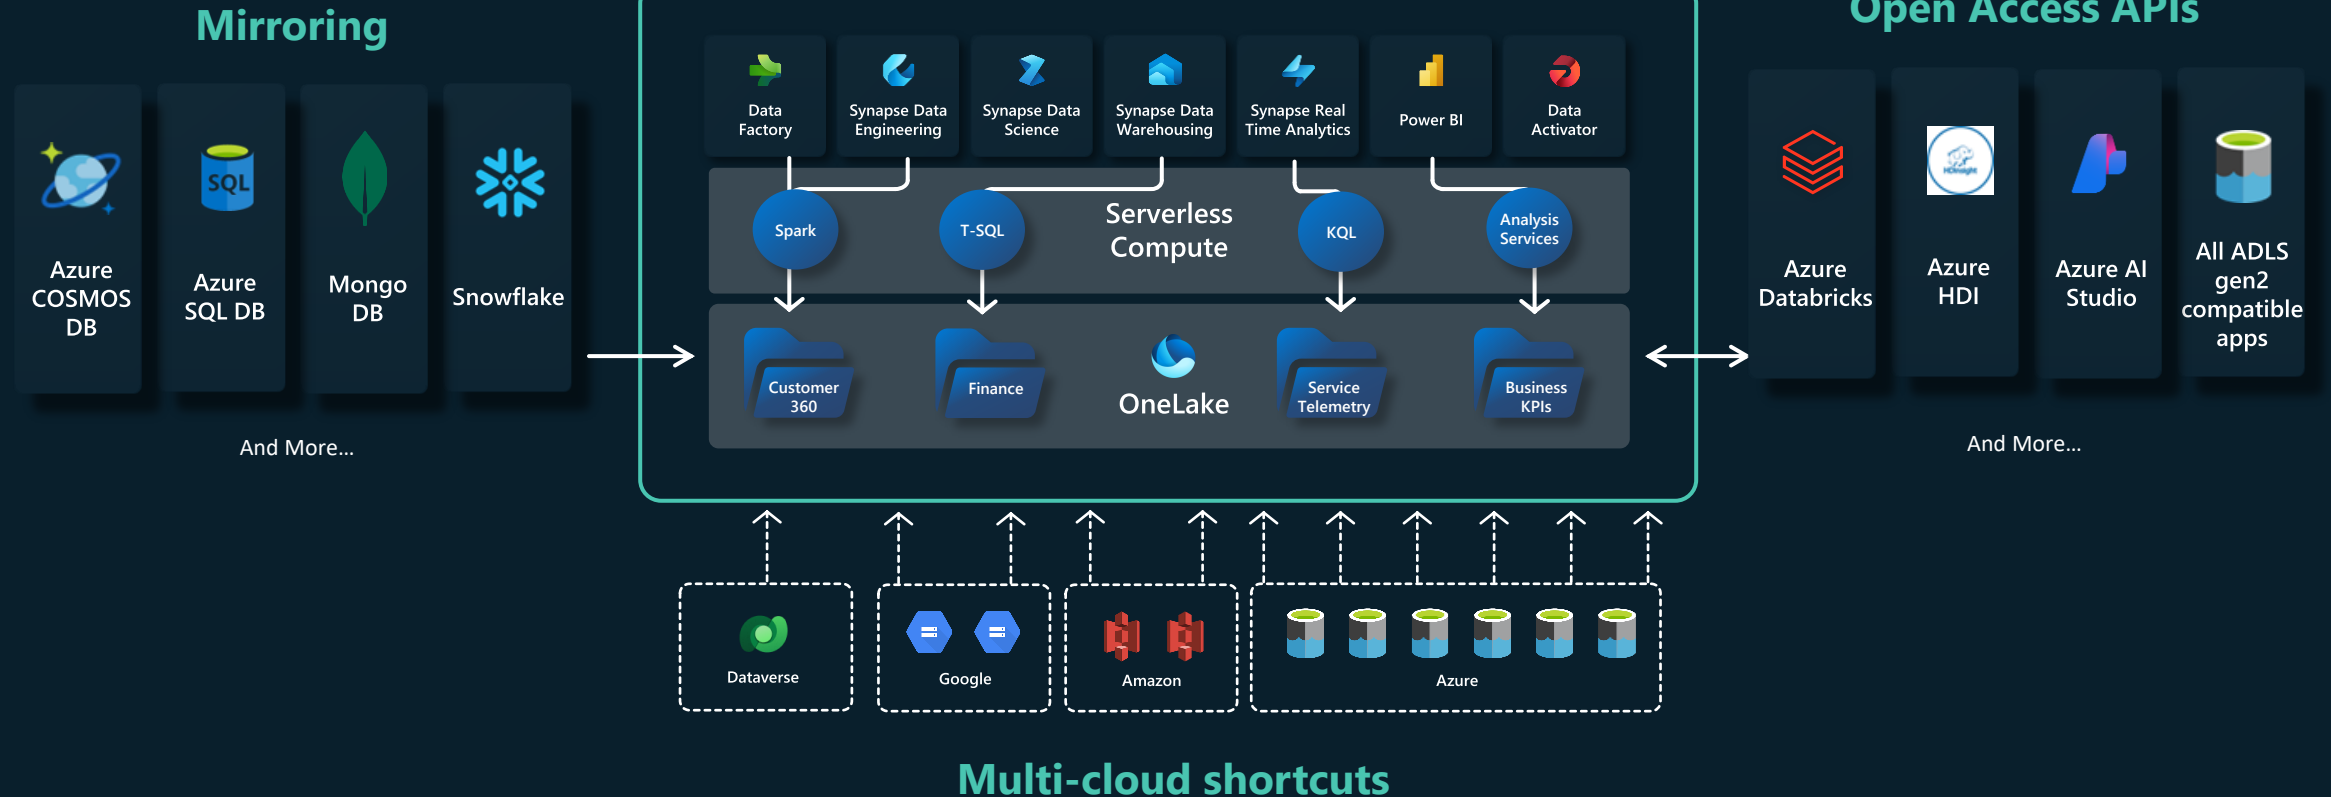 Mirroring
Azure
COSMOS
DB
SQL
Azure
SQL DB
Mongo
DB
Snowflake
And More...
Data
Factory
Synapse Data
Engineering
Synapse Data
Science
Synapse Data
Warehousing
Synapse Real
Time Analytics
Power BI
Data
Activator
Spark
T-SQL
Serverless
Compute
KQL
Analysis
Services
Customer
360
Finance
OneLake
Service
Telemetry
Business
KPIs
Open Access APIs
Azure
Databricks
HDInsight
Azure
HDI
Azure AI
Studio
All ADLS
gen2
compatible
apps
And More...
Dataverse
Google
Amazon
Azure
Multi-cloud shortcuts